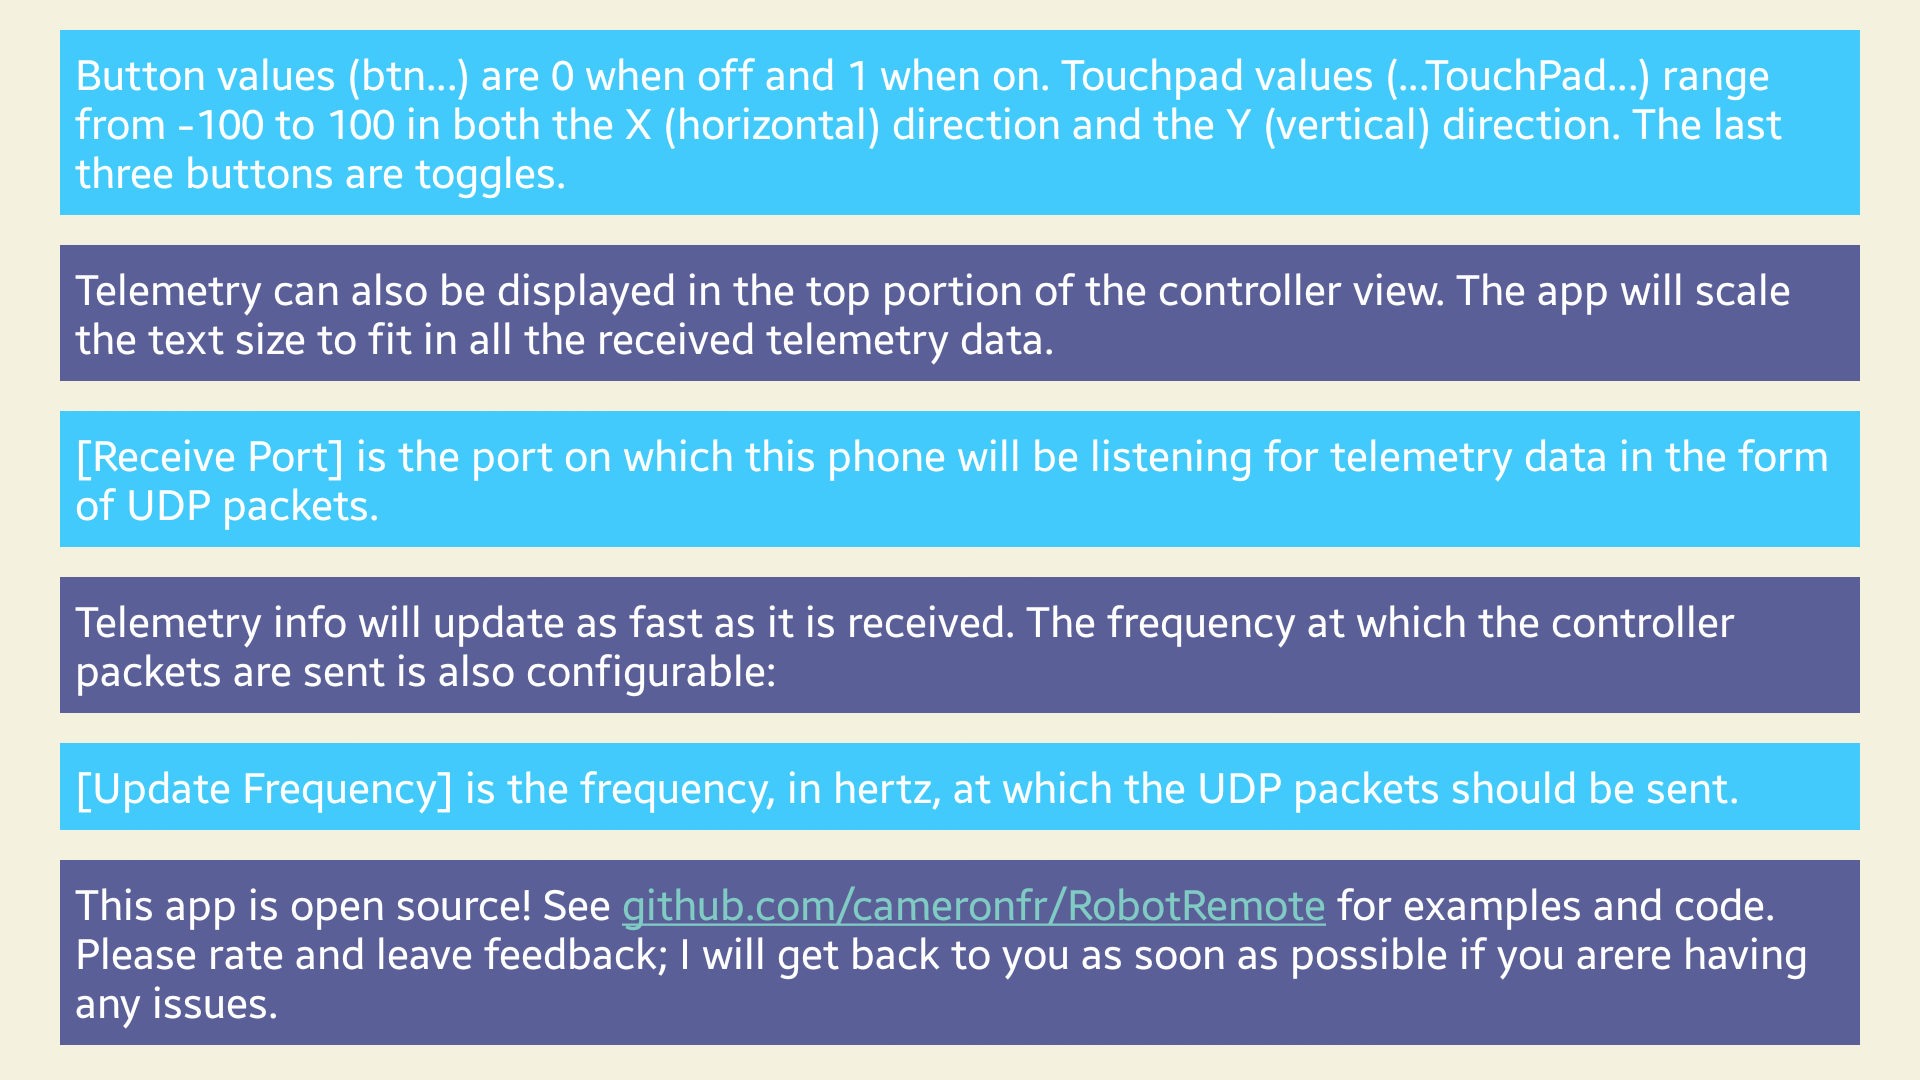 Button values (btn...) are 0 when off and 1 when on. Touchpad values (...TouchPad...) range
from -100 to 100 in both the X (horizontal) direction and the Y (vertical) direction. The last
three buttons are toggles.
Telemetry can also be displayed in the top portion of the controller view. The app will scale
the text size to fit in all the received telemetry data.
[Receive Port] is the port on which this phone will be listening for telemetry data in the form
of UDP packets.
Telemetry info will update as fast as it is received. The frequency at which the controller
packets are sent is also configurable:
[Update Frequency] is the frequency, in hertz, at which the UDP packets should be sent.
This app is open source! See github.com/cameronfr/RobotRemote for examples and code.
Please rate and leave feedback; I will get back to you as soon as possible if you arere having
any issues.